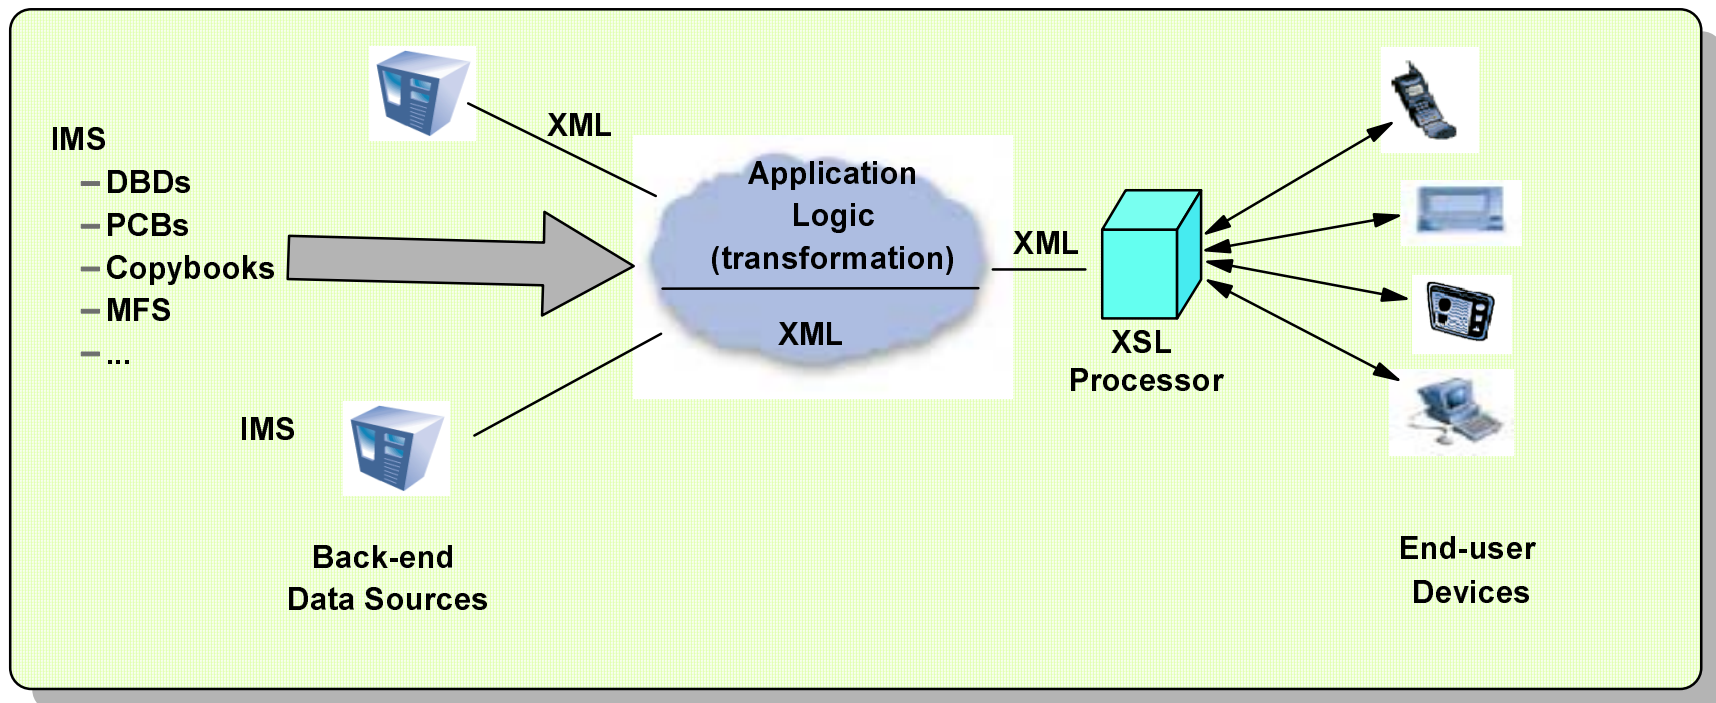 IMS
– DBDs
– PCBs
– Copybooks
– MFS
– ...
XML
Application
Logic
(transformation)
XML
XML
XSL
Processor
IMS
Back-end
Data Sources
End-user
Devices